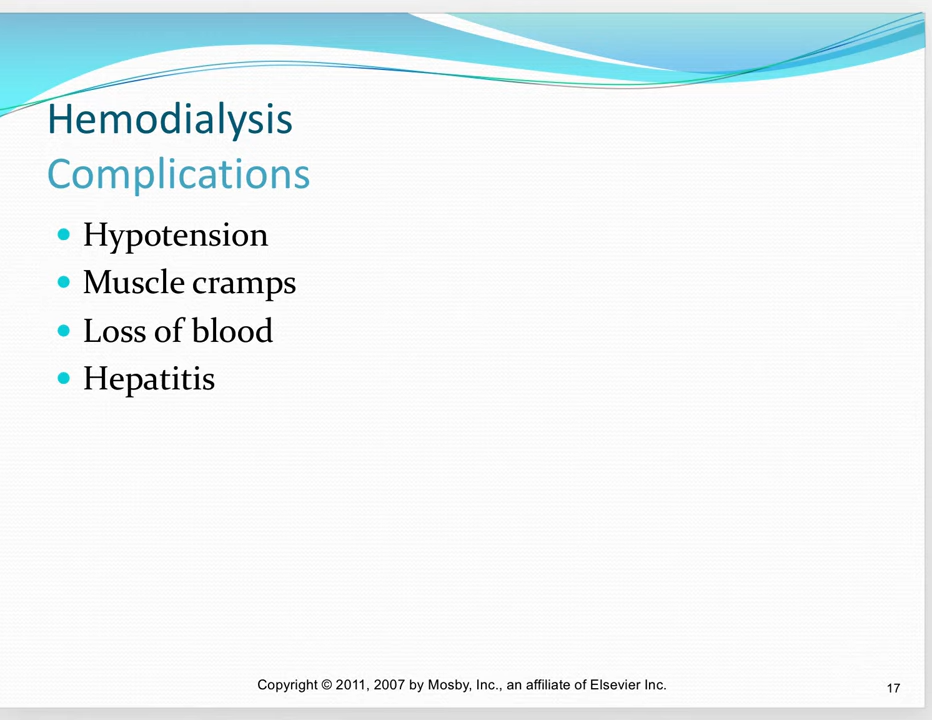 Hemodialysis
Complications
Hypotension
Muscle cramps
Loss of blood
Hepatitis
Copyright © 2011, 2007 by Mosby, Inc., an affiliate of Elsevier Inc.
17